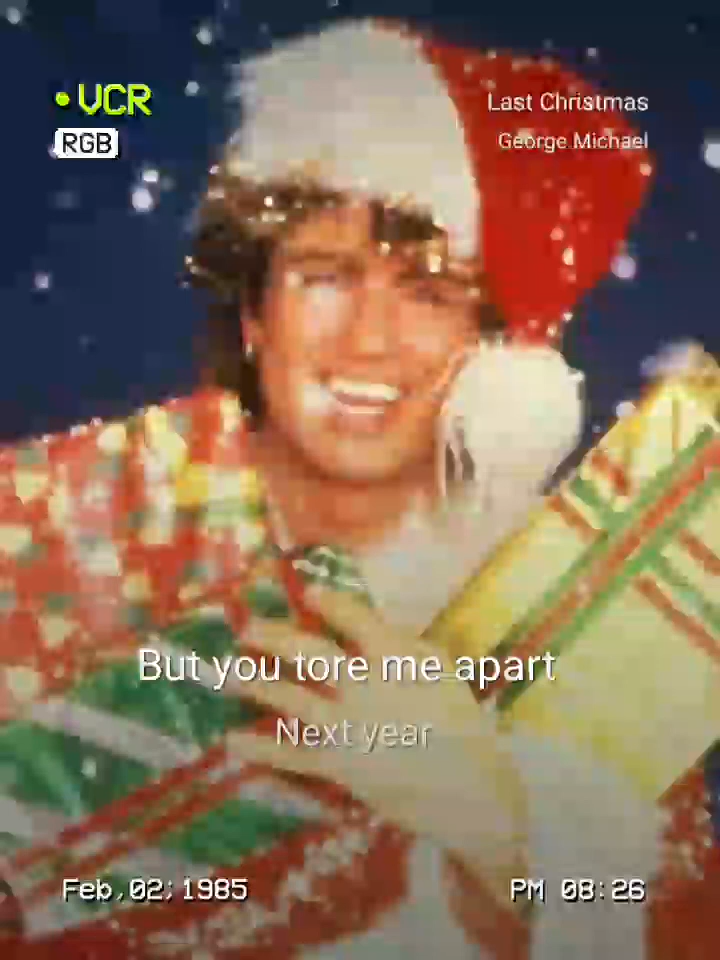 VCR
Last Christmas
RGB
George Michael
But you tore me apart
Next year
Feb.02;1985
PM 08:26